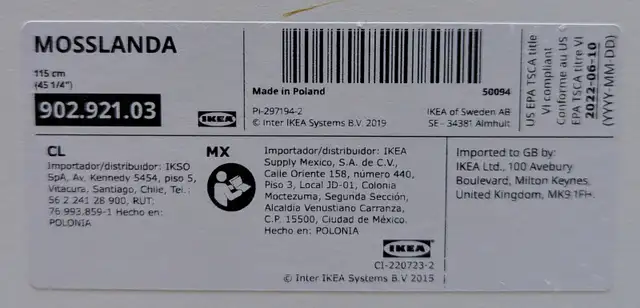 MOSSLANDA
115 cm
(45 1/4")
902.921.03
IKEA
Made in Poland
50094
PI-297194-2
© Inter IKEA Systems B.V. 2019
IKEA of Sweden AB
SE - 34381 Älmhult
US EPA TSCA title
VI compliant
Conforme au US
EPA TSCA titre VI
2022-06-10
(YYYY-MM-DD)
CL
Importador/distribuidor: IKSO
SpA, Av. Kennedy 5454, piso 5,
Vitacura, Santiago, Chile, Tel.:
56 2 241 28 900, RUT:
76.993.859-1 Hecho en:
POLONIA
MX
Importador/distribuidor: IKEA
Supply Mexico, S.A. de C.V.,
Calle Oriente 158, número 440,
Piso 3, Local JD-01, Colonia
Moctezuma, Segunda Sección,
Alcaldia Venustiano Carranza,
C.P. 15500, Ciudad de México.
Hecho en: POLONIA
IKEA
CI-220723-2
© Inter IKEA Systems B.V 2015
Imported to GB by:
IKEA Ltd., 100 Avebury
Boulevard, Milton Keynes,
United Kingdom, MK9 1FH.